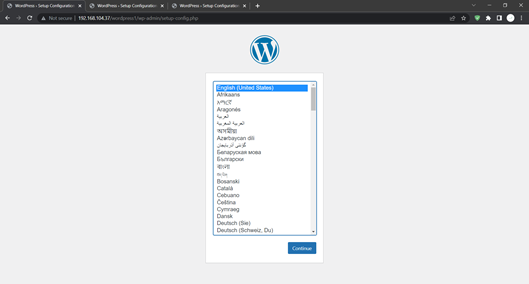 WordPress › Setup Configuration
WordPress › Setup Configuration
WordPress › Setup Configuration
Not secure
192.168.104.37/wordpress1/wp-admin/setup-config.php
English (United States)
Afrikaans
አማርኛ
Aragonés
العربية
العربية المغربية
অসমীয়া
Azərbaycan dili
گؤنئی آذربایجان
Беларуская мова
Български
বাংলা
Bosanski
Català
Cebuano
Čeština
Cymraeg
Dansk
Deutsch (Sie)
Deutsch (Schweiz, Du)
Continue